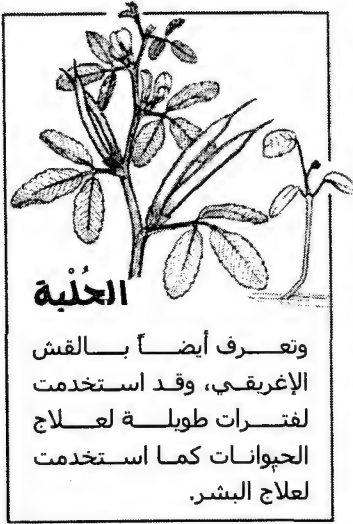 الحُلْبة
وتعرف أيضاً بالقش
الإغريقي، وقد استخدمت
لفترات طويلة لعلاج
الحيوانات كما استخدمت
لعلاج البشر.